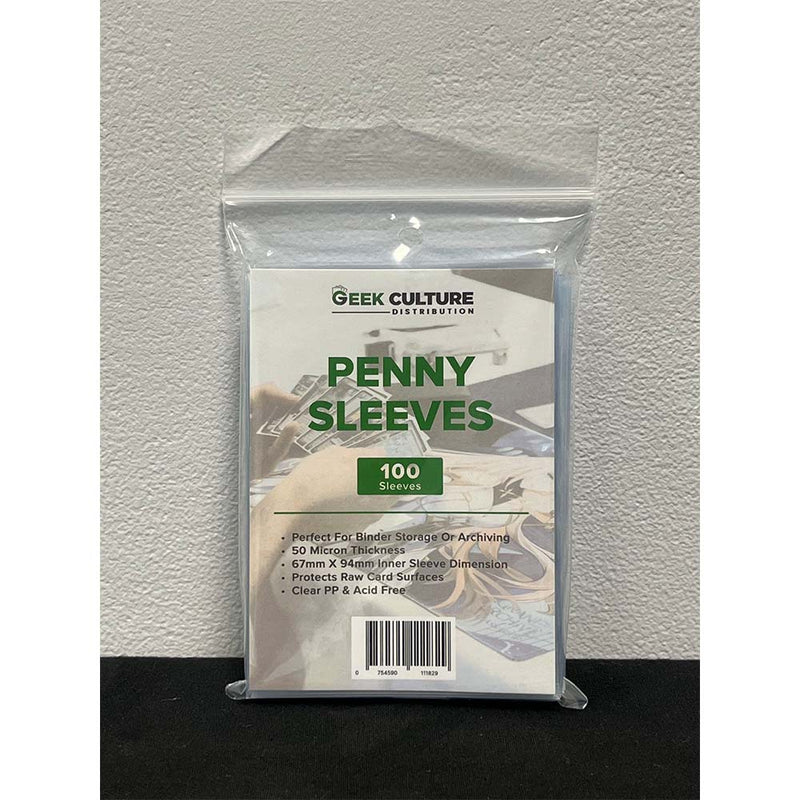 GEEK CULTURE
DISTRIBUTION
PENNY
SLEEVES
100
Sleeves
• Perfect For Binder Storage Or Archiving
• 50 Micron Thickness
• 67mm X 94mm Inner Sleeve Dimension
• Protects Raw Card Surfaces
• Clear PP & Acid Free
0 754590 111829